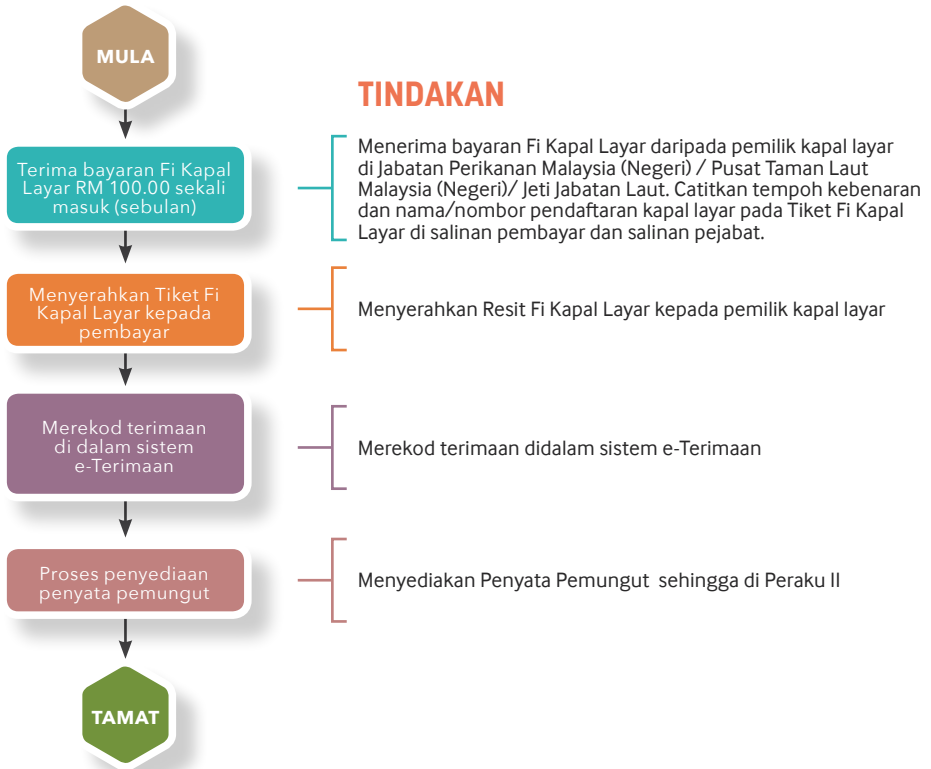 MULA
TINDAKAN
Terima bayaran Fi Kapal
Layar RM 100.00 sekali
masuk (sebulan)
Menerima bayaran Fi Kapal Layar daripada pemilik kapal layar
di Jabatan Perikanan Malaysia (Negeri) / Pusat Taman Laut
Malaysia (Negeri)/ Jeti Jabatan Laut. Catitkan tempoh kebenaran
dan nama/nombor pendaftaran kapal layar pada Tiket Fi Kapal
Layar di salinan pembayar dan salinan pejabat.
Menyerahkan Tiket Fi
Kapal Layar kepada
pembayar
Menyerahkan Resit Fi Kapal Layar kepada pemilik kapal layar
Merekod terimaan
di dalam sistem
e-Terimaan
Merekod terimaan didalam sistem e-Terimaan
Proses penyediaan
penyata pemungut
Menyediakan Penyata Pemungut sehingga di Peraku II
TAMAT